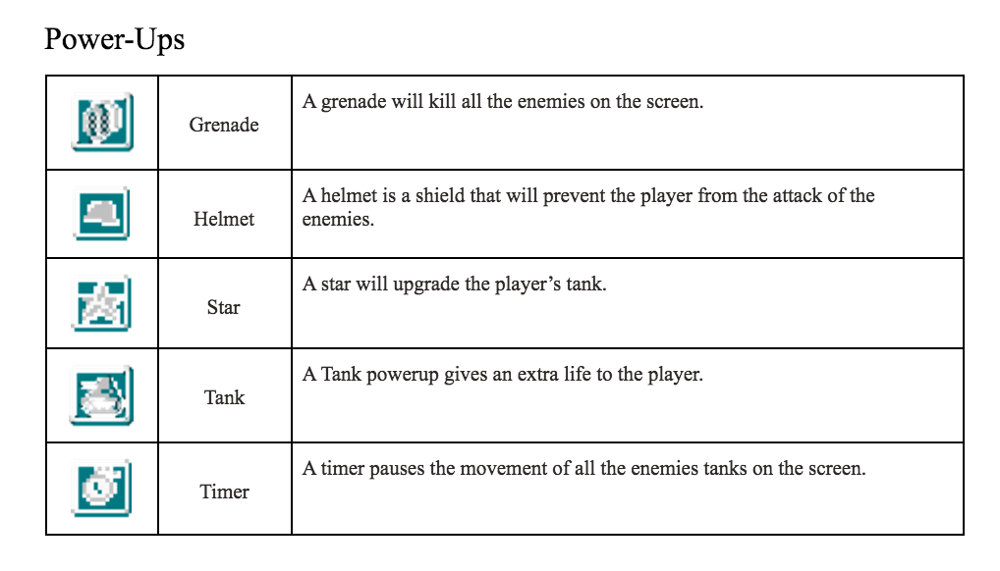 Power-Ups
Grenade
A grenade will kill all the enemies on the screen.
Helmet
A helmet is a shield that will prevent the player from the attack of the
enemies.
Star
A star will upgrade the player’s tank.
Tank
A Tank powerup gives an extra life to the player.
Timer
A timer pauses the movement of all the enemies tanks on the screen.